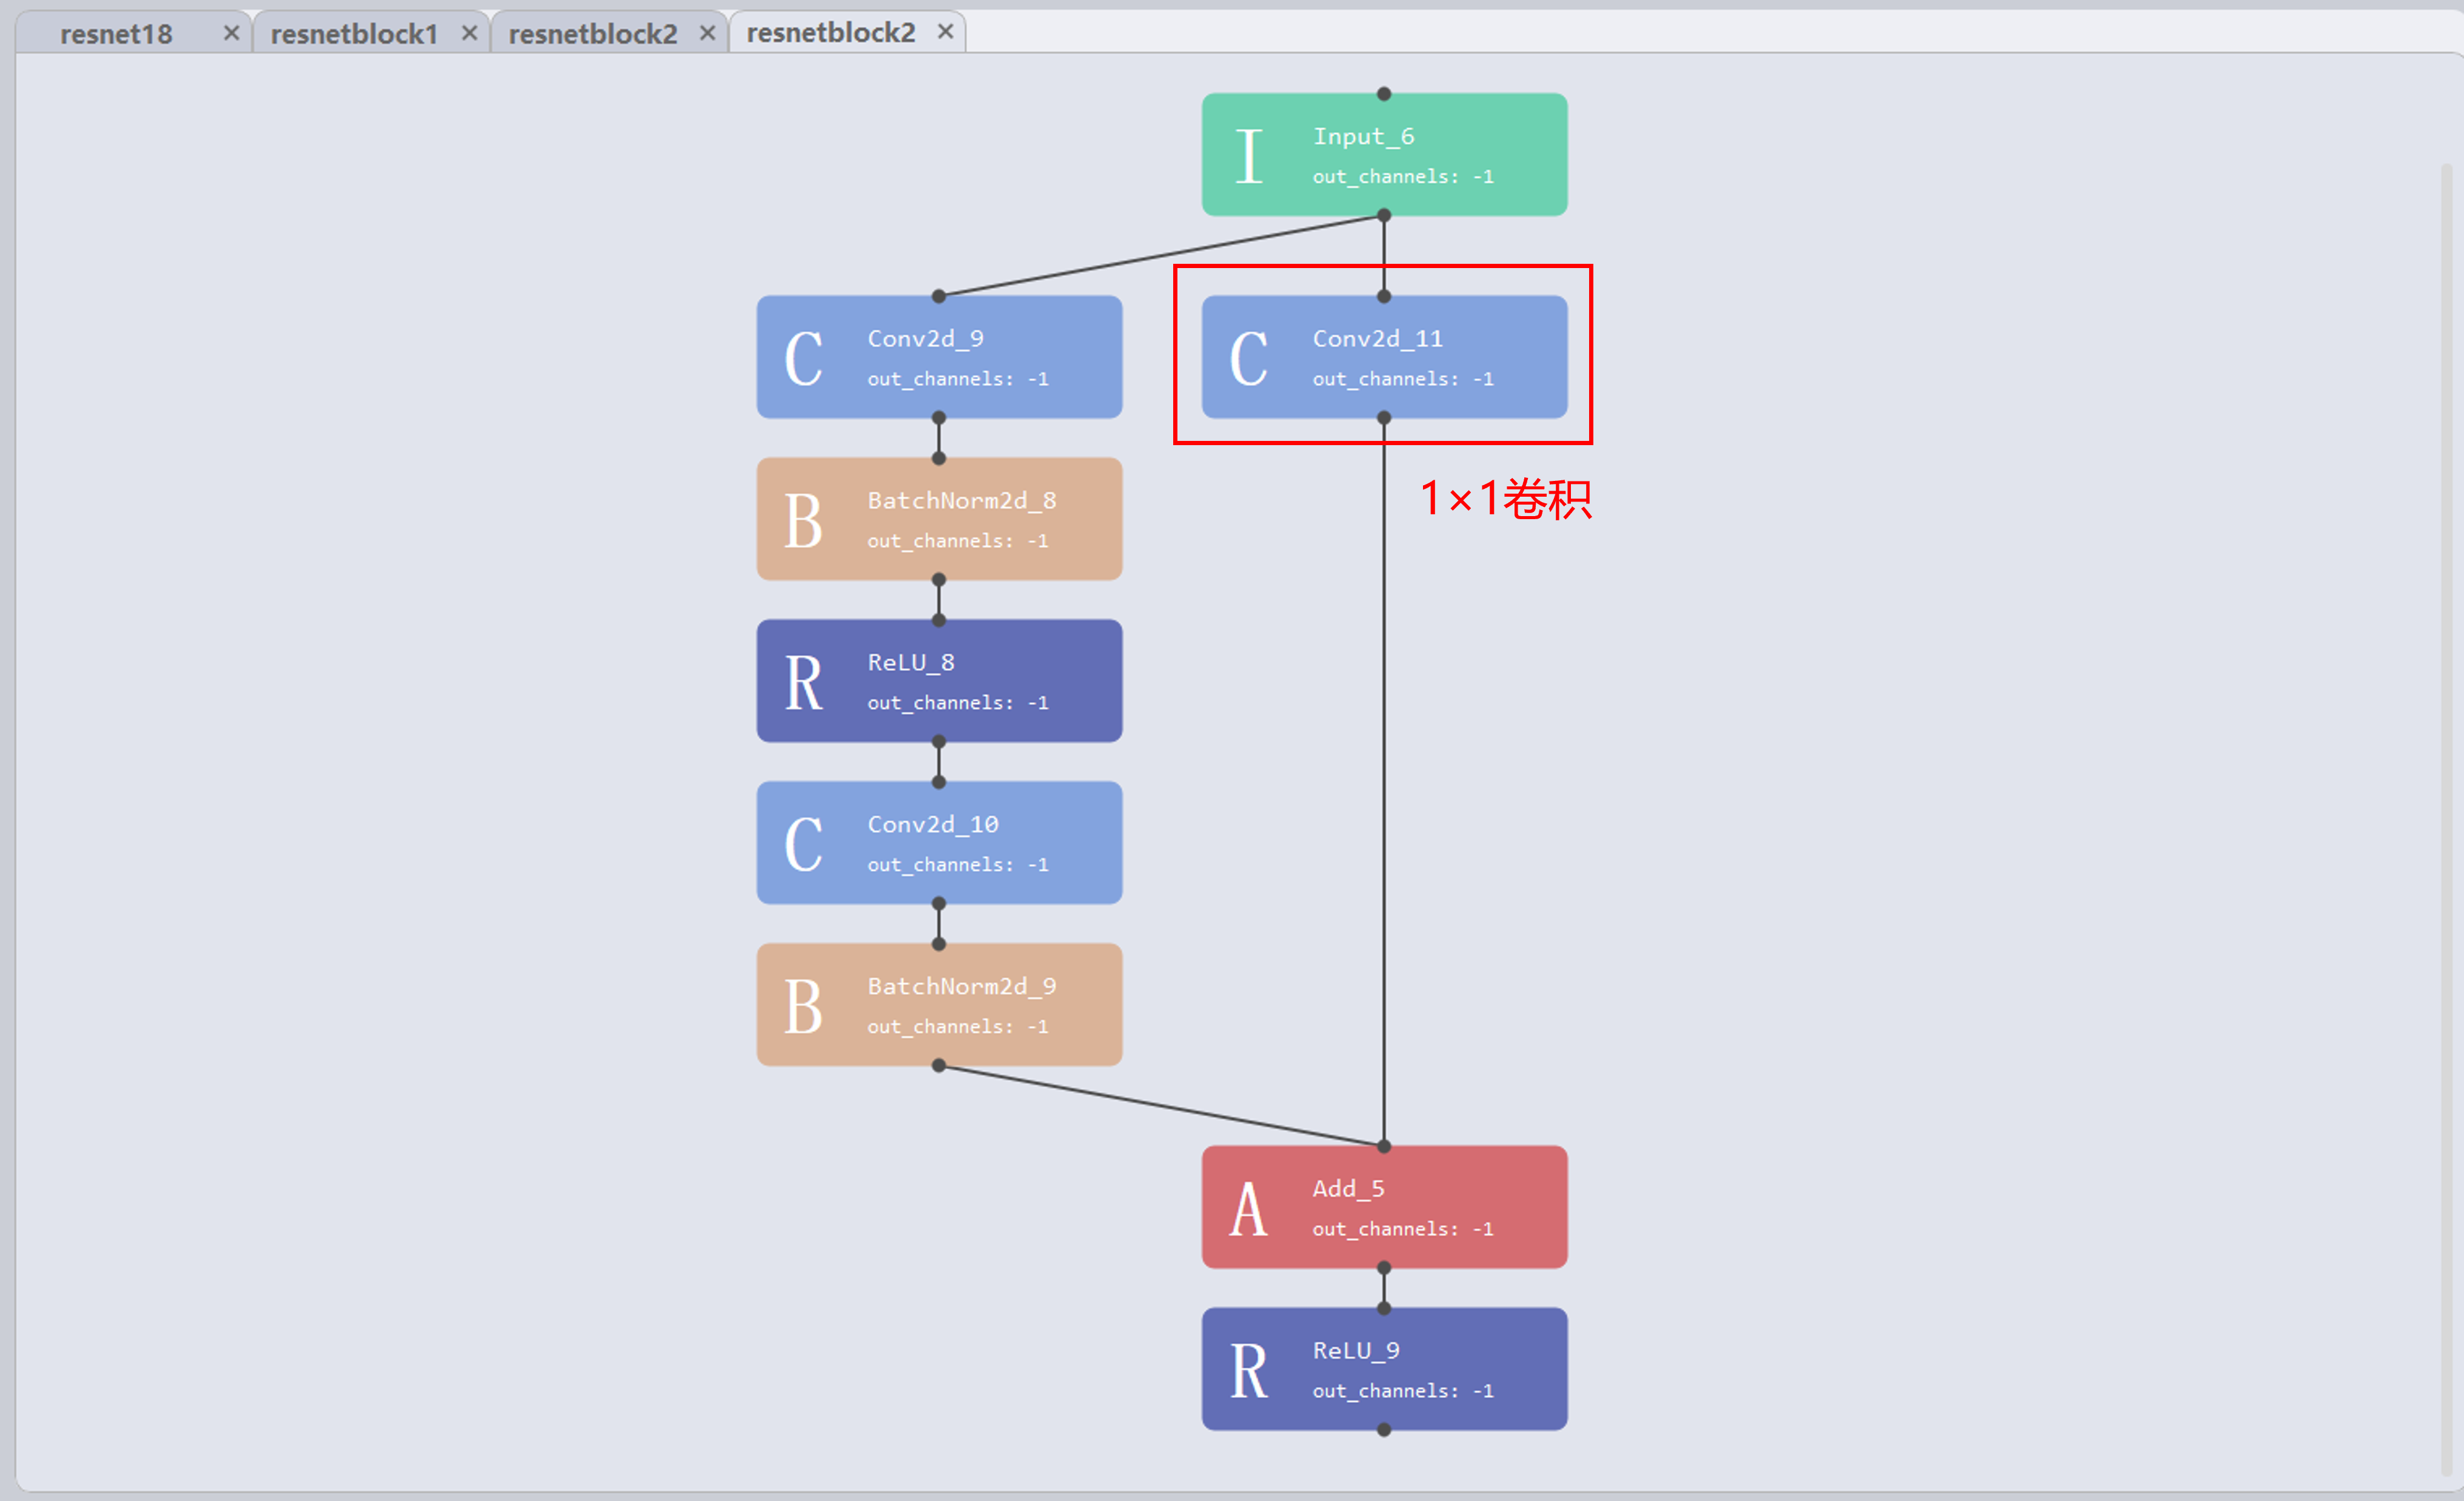 resnet18 ×
resnetblock1 ×
resnetblock2 ×
resnetblock2 ×
I
Input_6
out_channels: -1
C
Conv2d_9
out_channels: -1
C
Conv2d_11
out_channels: -1
1×1卷积
B
BatchNorm2d_8
out_channels: -1
R
ReLU_8
out_channels: -1
C
Conv2d_10
out_channels: -1
B
BatchNorm2d_9
out_channels: -1
A
Add_5
out_channels: -1
R
ReLU_9
out_channels: -1